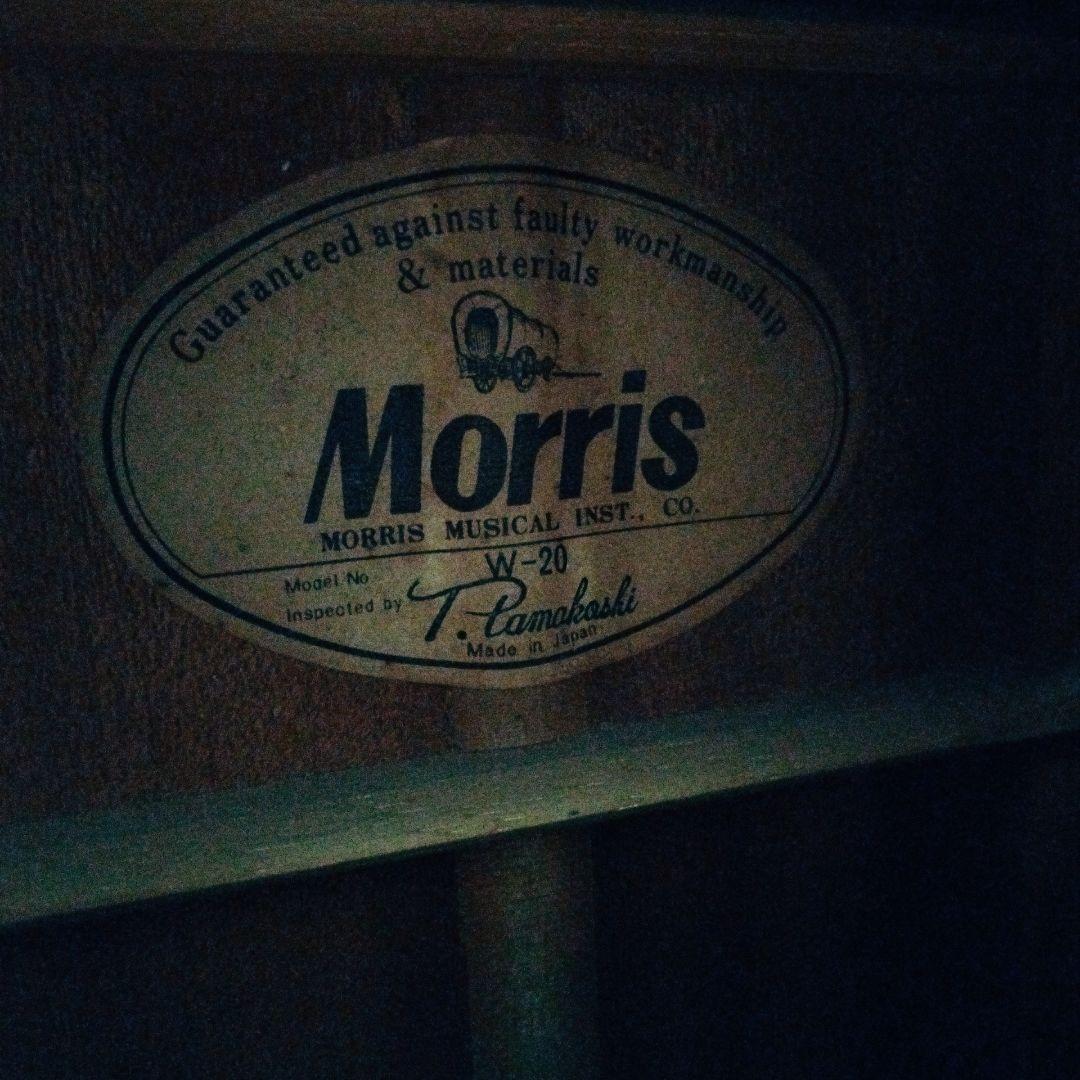 Guaranteed against faulty workmanship
& materials
Morris
MORRIS MUSICAL INST., CO.
Model No W-20
Inspected by T.
Made in Japan